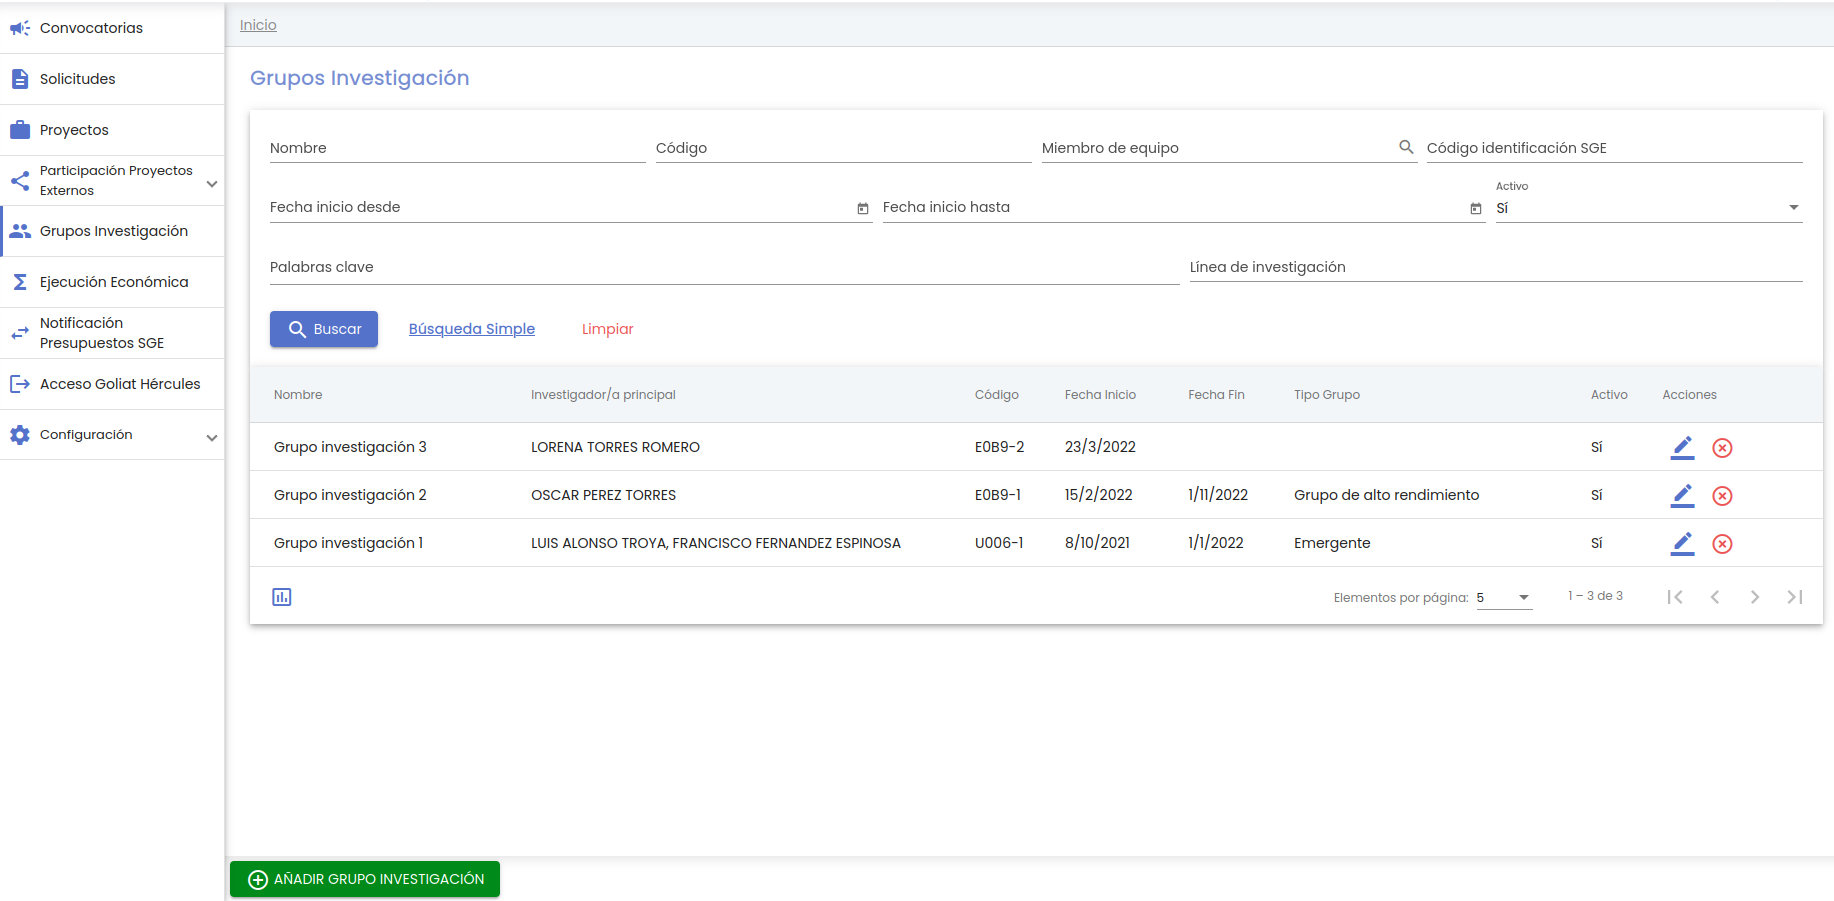 Convocatorias
Solicitudes
Proyectos
Participación Proyectos
Externos
Grupos Investigación
Ejecución Económica
Notificación
Presupuestos SGE
Acceso Goliat Hércules
Configuración
Inicio
Grupos Investigación
Nombre Código Miembro de equipo Código identificación SGE
Activo
Fecha inicio desde Fecha inicio hasta Sí
Palabras clave Línea de investigación
Buscar Búsqueda Simple Limpiar
Nombre Investigador/a principal Código Fecha Inicio Fecha Fin Tipo Grupo Activo Acciones
Grupo investigación 3 LORENA TORRES ROMERO E0B9-2 23/3/2022 Sí
Grupo investigación 2 OSCAR PEREZ TORRES E0B9-1 15/2/2022 1/11/2022 Grupo de alto rendimiento Sí
Grupo investigación 1 LUIS ALONSO TROYA, FRANCISCO FERNANDEZ ESPINOSA U006-1 8/10/2021 1/1/2022 Emergente Sí
Elementos por página: 5 1 – 3 de 3
AÑADIR GRUPO INVESTIGACIÓN